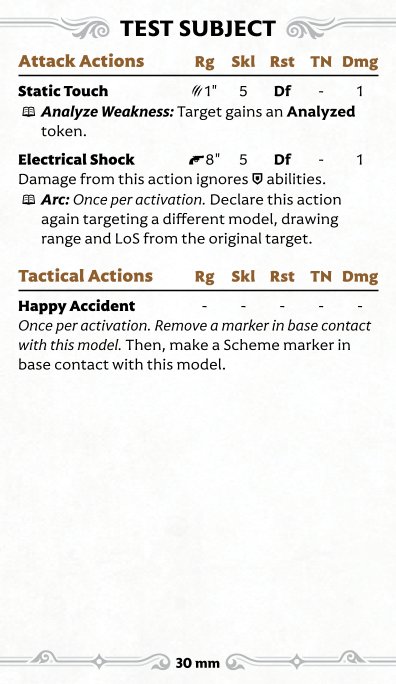 TEST SUBJECT
Attack Actions Rg Skl Rst TN Dmg
Static Touch 1" 5 Df - 1
Analyze Weakness: Target gains an Analyzed
token.
Electrical Shock 8" 5 Df - 1
Damage from this action ignores abilities.
Arc: Once per activation. Declare this action
again targeting a different model, drawing
range and LoS from the original target.
Tactical Actions Rg Skl Rst TN Dmg
Happy Accident - - - - -
Once per activation. Remove a marker in base contact
with this model. Then, make a Scheme marker in
base contact with this model.
30 mm